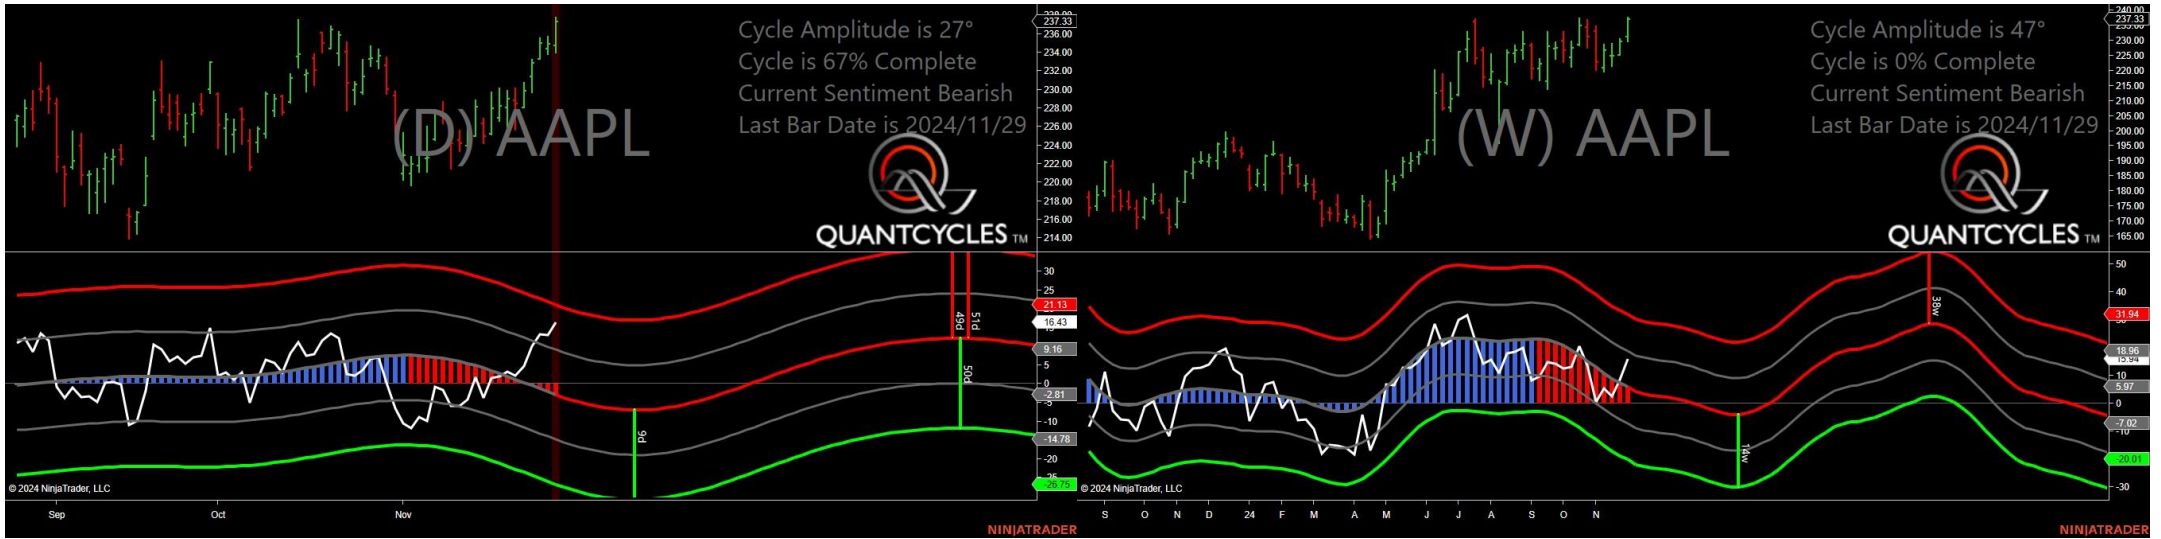 Cycle Amplitude is 27°
Cycle is 67% Complete
Current Sentiment Bearish
Last Bar Date is 2024/11/29
(D) AAPL
QUANTCYCLES TM
237.33
236.00
234.00
232.00
230.00
228.00
226.00
224.00
222.00
220.00
218.00
216.00
214.00
30
25
21.13
16.43
9.16
5
0
-2.81
-10
-14.78
-20
-26.75
9d
49d
51d
50d
© 2024 NinjaTrader, LLC
Sep
Oct
Nov
NINJATRADER
Cycle Amplitude is 47°
Cycle is 0% Complete
Current Sentiment Bearish
Last Bar Date is 2024/11/29
(W) AAPL
QUANTCYCLES TM
240.00
237.33
230.00
225.00
220.00
215.00
210.00
205.00
200.00
195.00
190.00
185.00
180.00
175.00
170.00
165.00
50
40
31.94
18.96
15.94
10
5.97
0
-7.02
-20.01
-30
38w
14w
© 2024 NinjaTrader, LLC
S
O
N
D
24
F
M
A
M
J
J
A
S
O
N
NINJATRADER